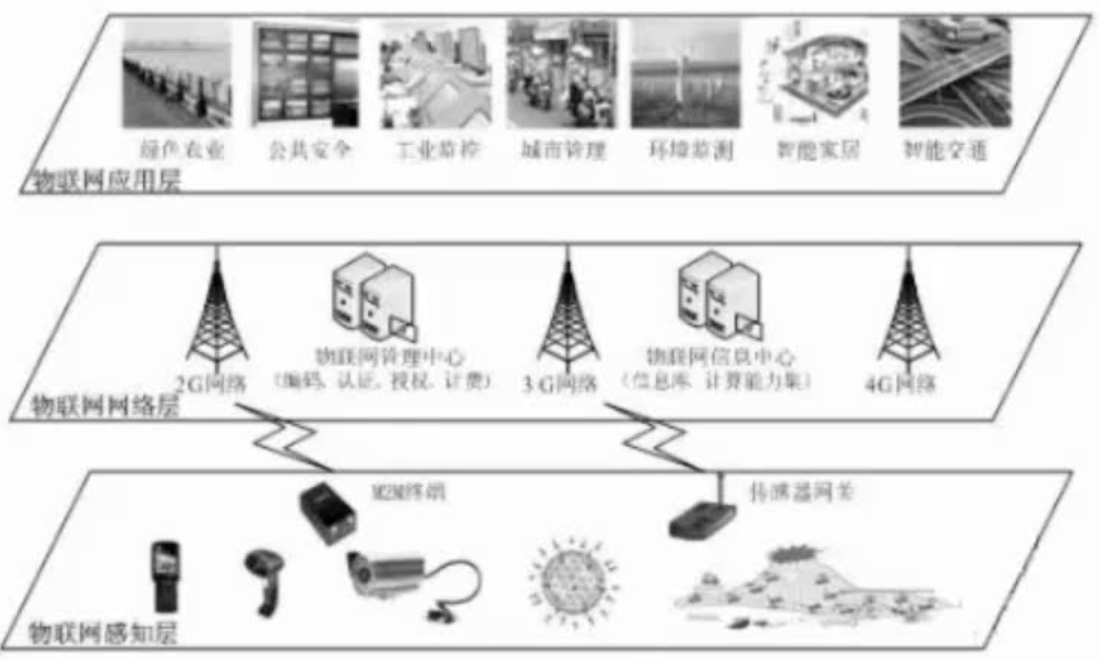 绿色农业 公共安全 工业监控 城市管理 环境监测 智能家居 智能交通
物联网应用层
物联网管理中心 物联网信息中心
2G网络 (编码、认证、授权、计费) 3G网络 (信息库、计算能力集) 4G网络
物联网网络层
M2M终端 传感器网关
物联网感知层